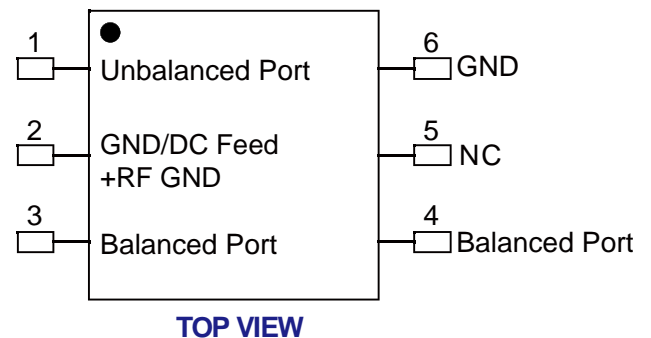 1
Unbalanced Port
6
GND
2
GND/DC Feed
+RF GND
5
NC
3
Balanced Port
4
Balanced Port
TOP VIEW